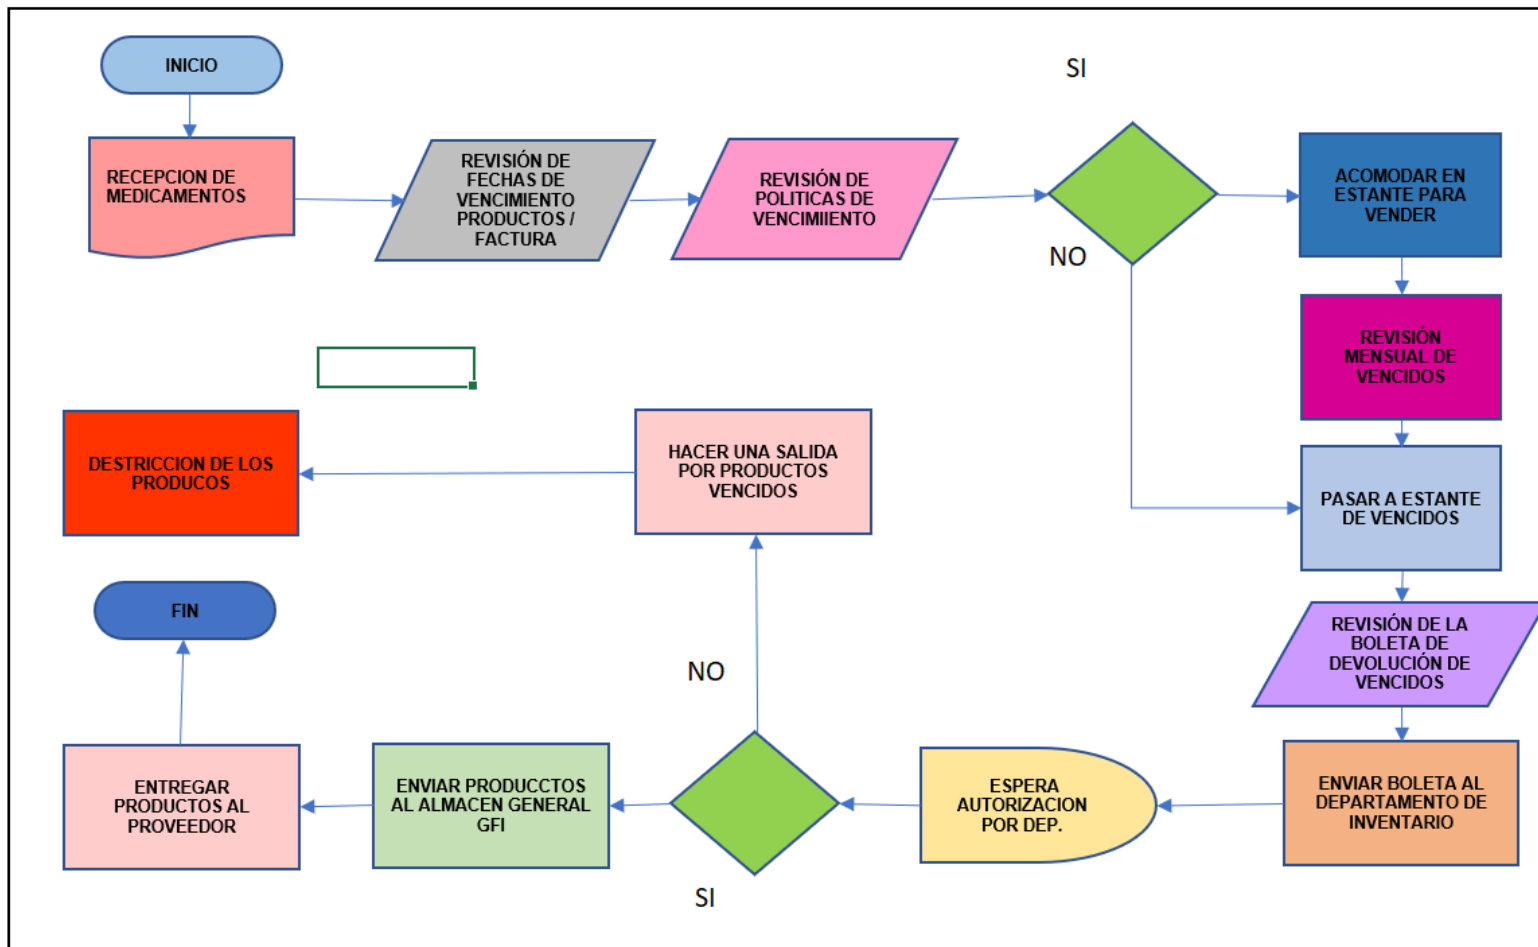 INICIO
RECEPCION DE
MEDICAMENTOS
REVISIÓN DE
FECHAS DE
VENCIMIENTO
PRODUCTOS /
FACTURA
REVISIÓN DE
POLITICAS DE
VENCIMIIENTO
SI
NO
ACOMODAR EN
ESTANTE PARA
VENDER
REVISIÓN
MENSUAL DE
VENCIDOS
PASAR A ESTANTE
DE VENCIDOS
REVISIÓN DE LA
BOLETA DE
DEVOLUCIÓN DE
VENCIDOS
ENVIAR BOLETA AL
DEPARTAMENTO DE
INVENTARIO
ESPERA
AUTORIZACION
POR DEP.
NO
SI
HACER UNA SALIDA
POR PRODUCTOS
VENCIDOS
DESTRICCION DE LOS
PRODUCOS
ENVIAR PRODUCCTOS
AL ALMACEN GENERAL
GFI
ENTREGAR
PRODUCTOS AL
PROVEEDOR
FIN